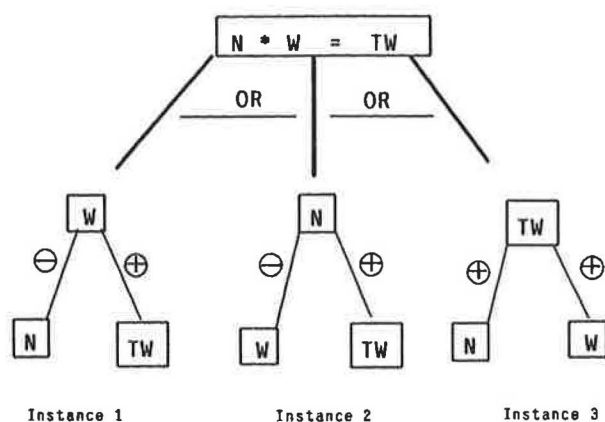 N * W = TW
OR OR
W N TW
⊖ ⊕ ⊖ ⊕ ⊕ ⊕
N TW W TW N W
Instance 1 Instance 2 Instance 3